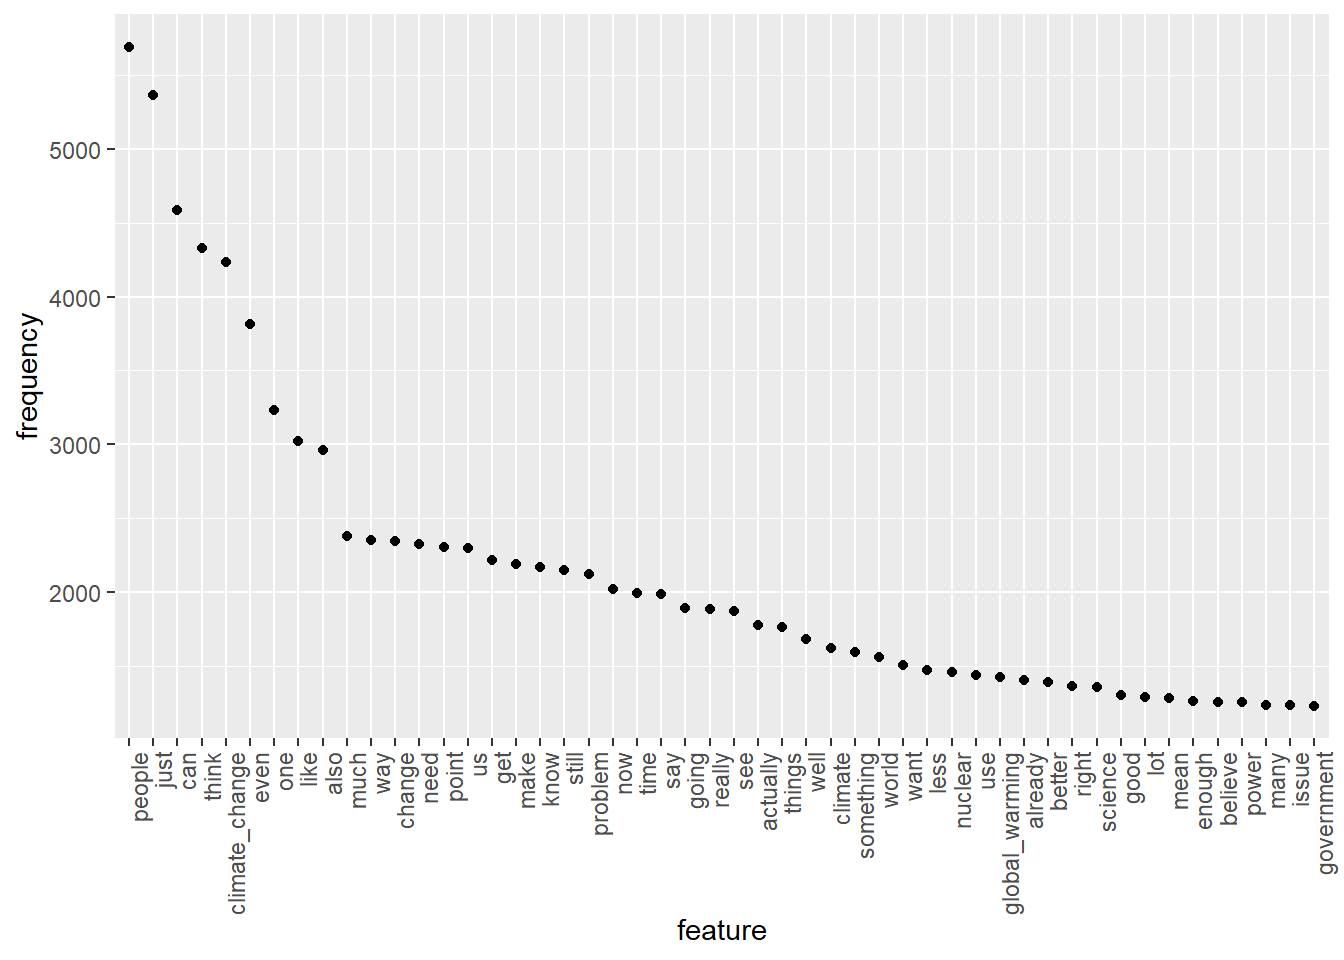 frequency
5000
4000
3000
2000
people
just
can
think
climate_change
even
one
like
also
much
way
change
need
point
us
get
make
know
still
problem
now
time
say
going
really
see
actually
things
well
climate
something
world
want
less
nuclear
use
global_warming
already
better
right
science
good
lot
mean
enough
believe
power
many
issue
government
feature